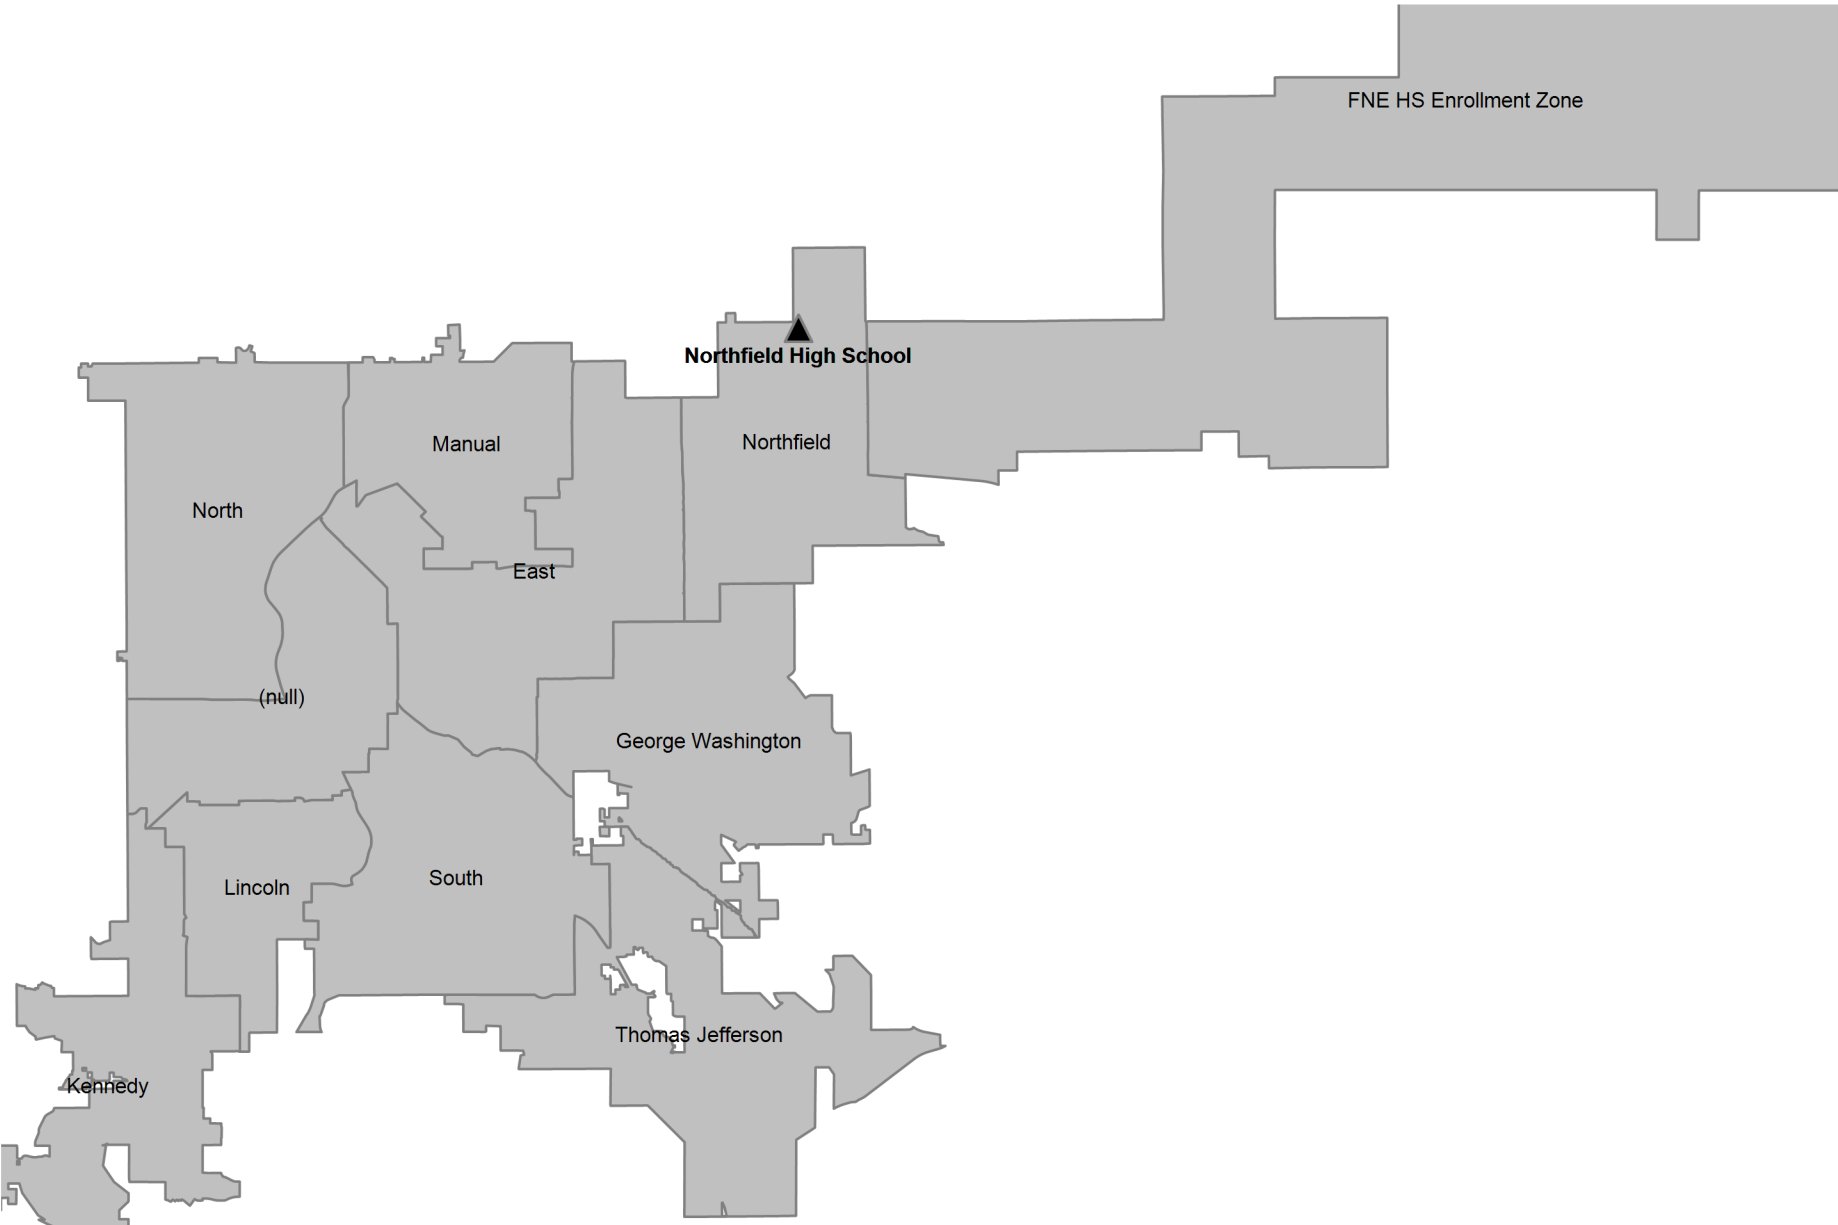 FNE HS Enrollment Zone
Northfield High School
Manual
Northfield
North
East
(null)
George Washington
South
Lincoln
Thomas Jefferson
Kennedy